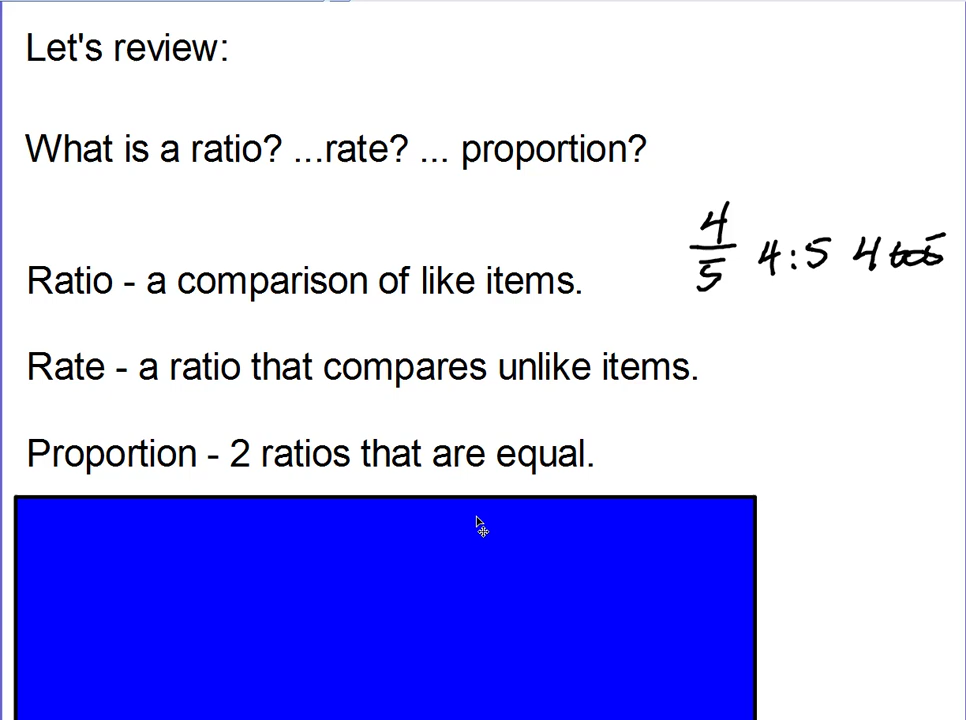 Let's review:
What is a ratio? ...rate? ... proportion?
4/5 4:5 4 to 5
Ratio - a comparison of like items.
Rate - a ratio that compares unlike items.
Proportion - 2 ratios that are equal.